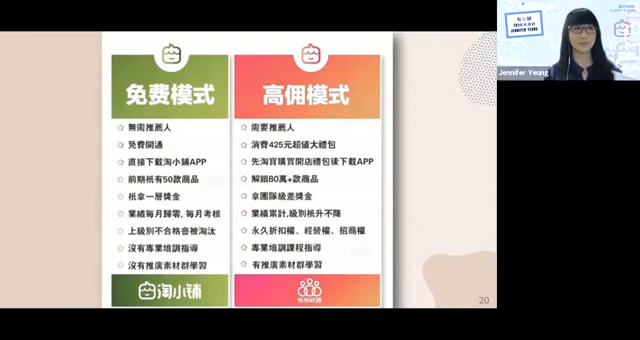 免费模式
無需推薦人
免費開通
直接下載淘小鋪APP
前期衹有50款商品
衹拿一層獎金
業績每月歸零, 每月考核
上級別不合格會被淘汰
沒有專業培訓指導
沒有推廣素材群學習
淘小铺
高佣模式
需要推薦人
消費425元超值大禮包
先淘寶購買開店禮包後下載APP
解鎖80萬+款商品
拿團隊級差獎金
業績累計,級別衹升不降
永久折扣權、經營權、招商權
專業培訓課程指導
有推廣素材群學習
20
淘小鋪
JENNIFER YEUNG
Jennifer Yeung